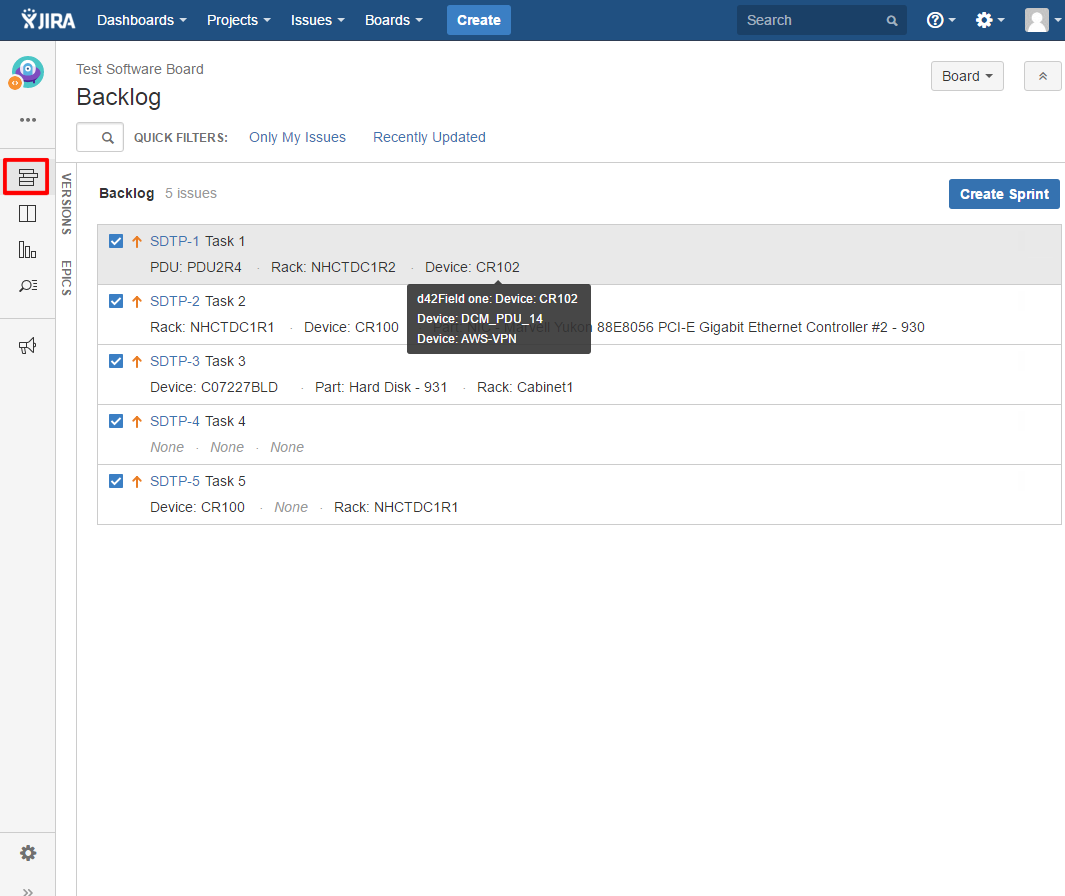 JIRA Dashboards Projects Issues Boards Create Search
Test Software Board
Board
Backlog
QUICK FILTERS: Only My Issues Recently Updated
VERSIONS
EPICS
Backlog 5 issues
Create Sprint
SDTP-1 Task 1
PDU: PDU2R4 · Rack: NHCTDC1R2 · Device: CR102
d42Field one: Device: CR102
Device: DCM_PDU_14
Device: AWS-VPN
SDTP-2 Task 2
Rack: NHCTDC1R1 · Device: CR100 Part: NIC - Marvell Yukon 88E8056 PCI-E Gigabit Ethernet Controller #2 - 930
SDTP-3 Task 3
Device: C07227BLD · Part: Hard Disk - 931 · Rack: Cabinet1
SDTP-4 Task 4
None · None · None
SDTP-5 Task 5
Device: CR100 · None · Rack: NHCTDC1R1